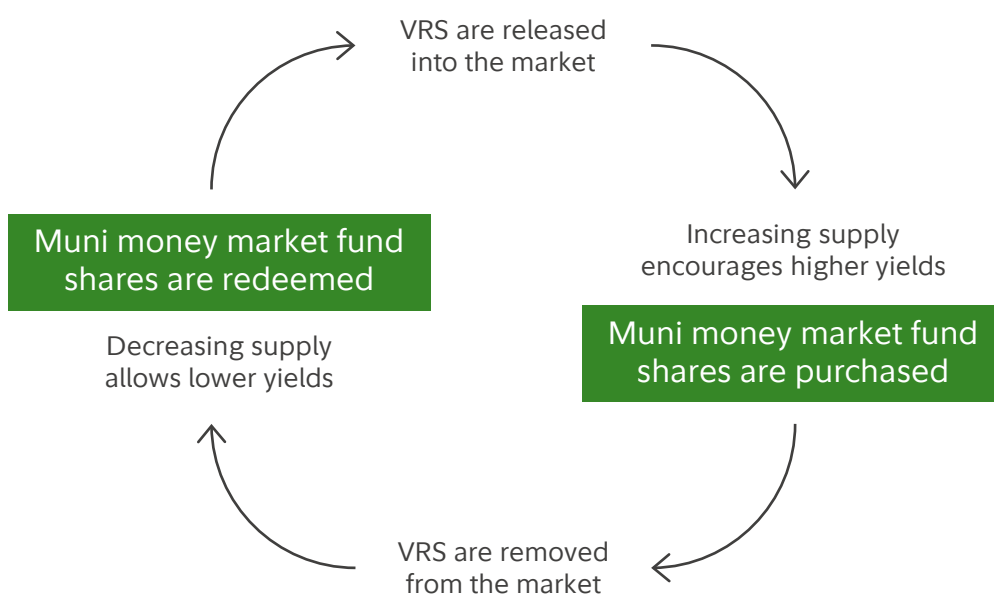 VRS are released
into the market
Increasing supply
encourages higher yields
Muni money market fund
shares are purchased
VRS are removed
from the market
Decreasing supply
allows lower yields
Muni money market fund
shares are redeemed